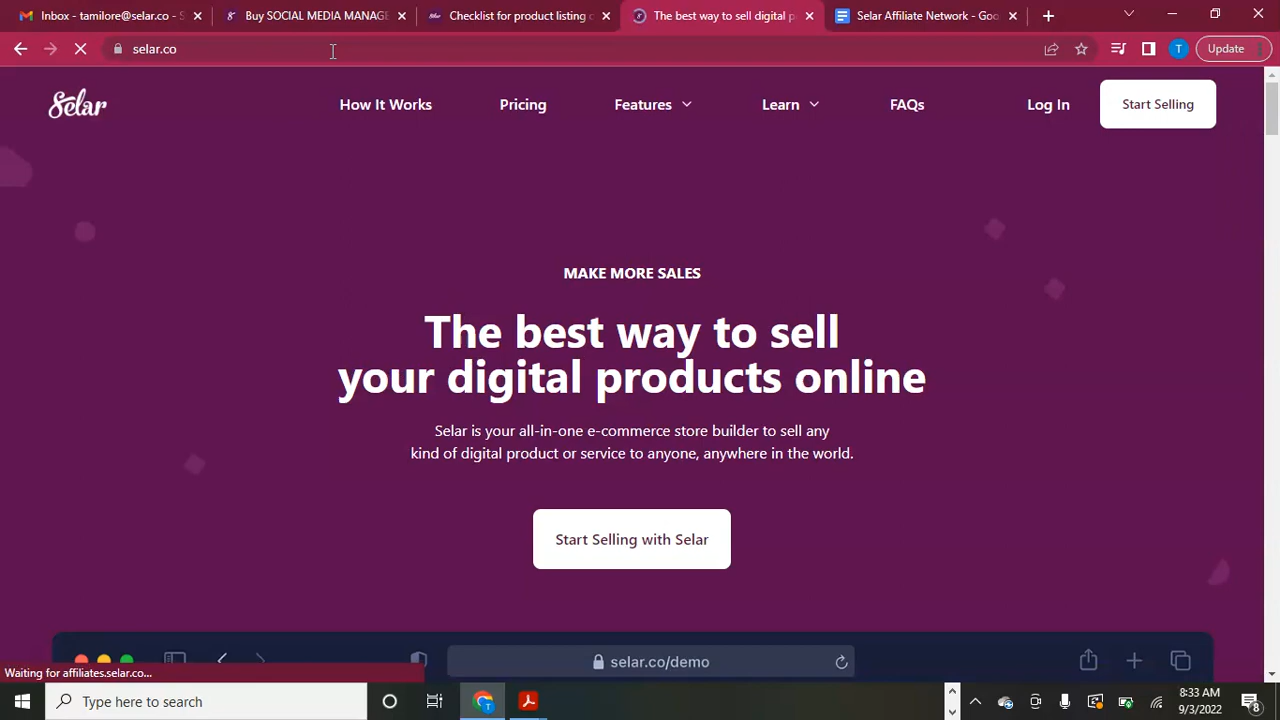 Inbox - tamilore@selar.co - S
Buy SOCIAL MEDIA MANAGE
Checklist for product listing o
The best way to sell digital p
Selar Affiliate Network - Goo
selar.co
Update
Selar
How It Works
Pricing
Features
Learn
FAQs
Log In
Start Selling
MAKE MORE SALES
The best way to sell
your digital products online
Selar is your all-in-one e-commerce store builder to sell any
kind of digital product or service to anyone, anywhere in the world.
Start Selling with Selar
selar.co/demo
Waiting for affiliates.selar.co...
Type here to search
T
T
8:33 AM
9/3/2022
8